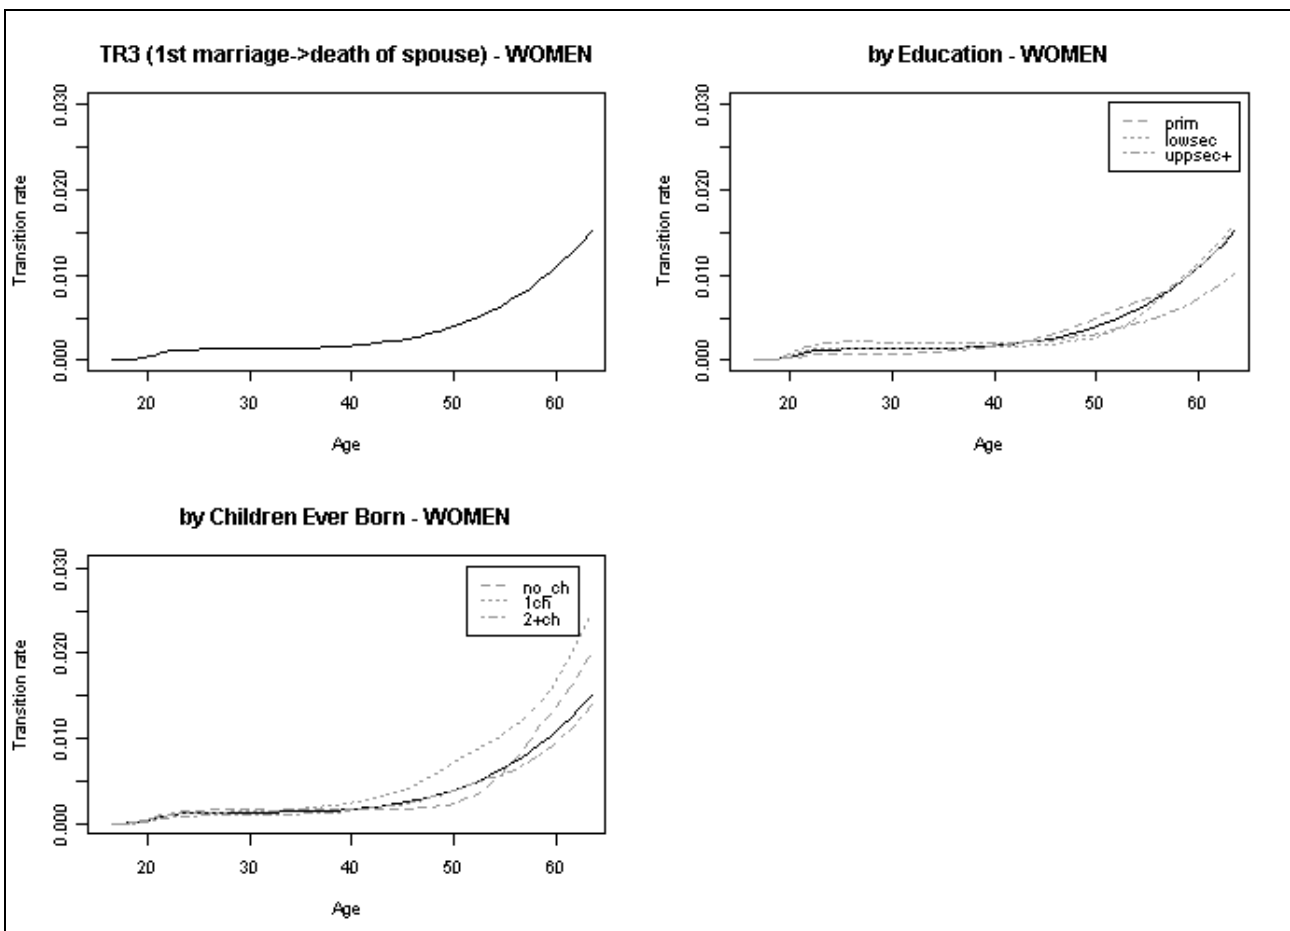 TR3 (1st marriage->death of spouse) - WOMEN
Transition rate
0.030
0.020
0.010
0.000
20 30 40 50 60
Age
by Education - WOMEN
Transition rate
0.030
0.020
0.010
0.000
prim
lowsec
uppsec+
20 30 40 50 60
Age
by Children Ever Born - WOMEN
Transition rate
0.030
0.020
0.010
0.000
no_ch
1ch
2+ch
20 30 40 50 60
Age